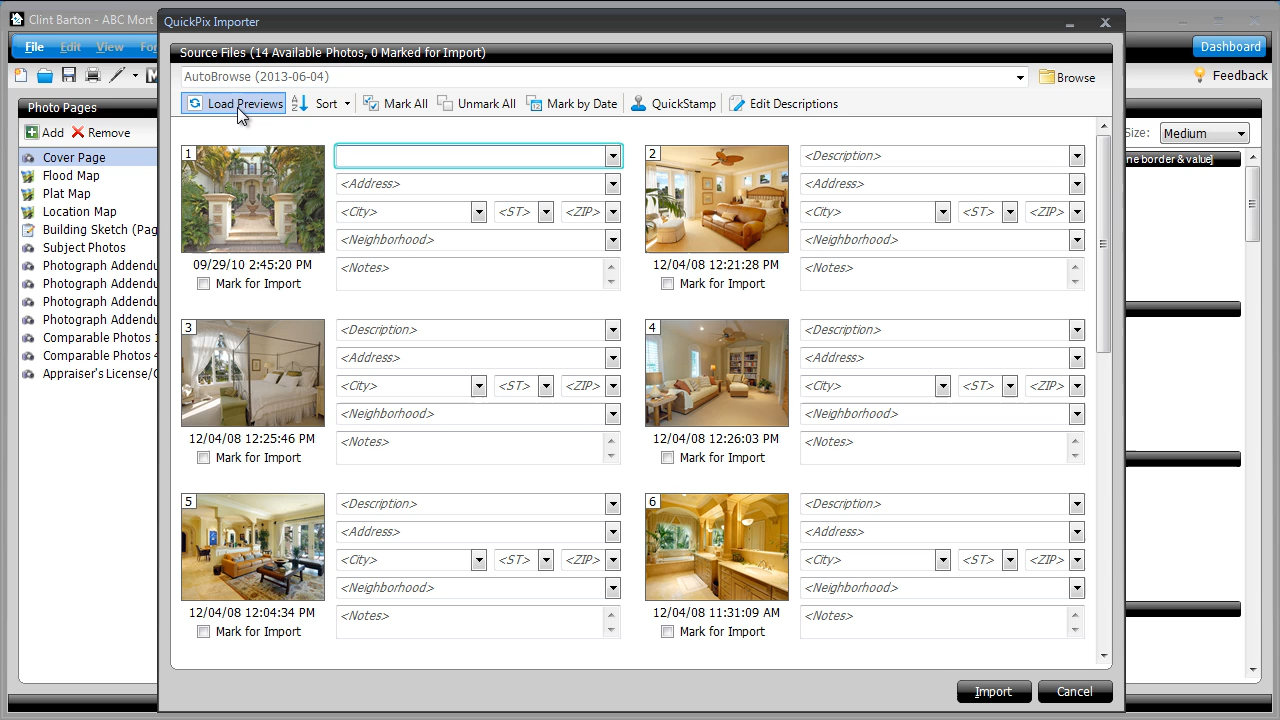 Clint Barton - ABC Mort
QuickPix Importer
File Edit View Fo
Dashboard
Feedback
Photo Pages
Add Remove
Cover Page
Flood Map
Plat Map
Location Map
Building Sketch (Pag
Subject Photos
Photograph Addendu
Photograph Addendu
Photograph Addendu
Photograph Addendu
Comparable Photos 1
Comparable Photos 4
Appraiser's License/C
Source Files (14 Available Photos, 0 Marked for Import)
AutoBrowse (2013-06-04)
Browse
Load Previews Sort Mark All Unmark All Mark by Date QuickStamp Edit Descriptions
1
<Address>
<City> <ST> <ZIP>
<Neighborhood>
<Notes>
09/29/10 2:45:20 PM
Mark for Import
2
<Description>
<Address>
<City> <ST> <ZIP>
<Neighborhood>
<Notes>
12/04/08 12:21:28 PM
Mark for Import
3
<Description>
<Address>
<City> <ST> <ZIP>
<Neighborhood>
<Notes>
12/04/08 12:25:46 PM
Mark for Import
4
<Description>
<Address>
<City> <ST> <ZIP>
<Neighborhood>
<Notes>
12/04/08 12:26:03 PM
Mark for Import
5
<Description>
<Address>
<City> <ST> <ZIP>
<Neighborhood>
<Notes>
12/04/08 12:04:34 PM
Mark for Import
6
<Description>
<Address>
<City> <ST> <ZIP>
<Neighborhood>
<Notes>
12/04/08 11:31:09 AM
Mark for Import
Import Cancel
Size: Medium
ne border & value]